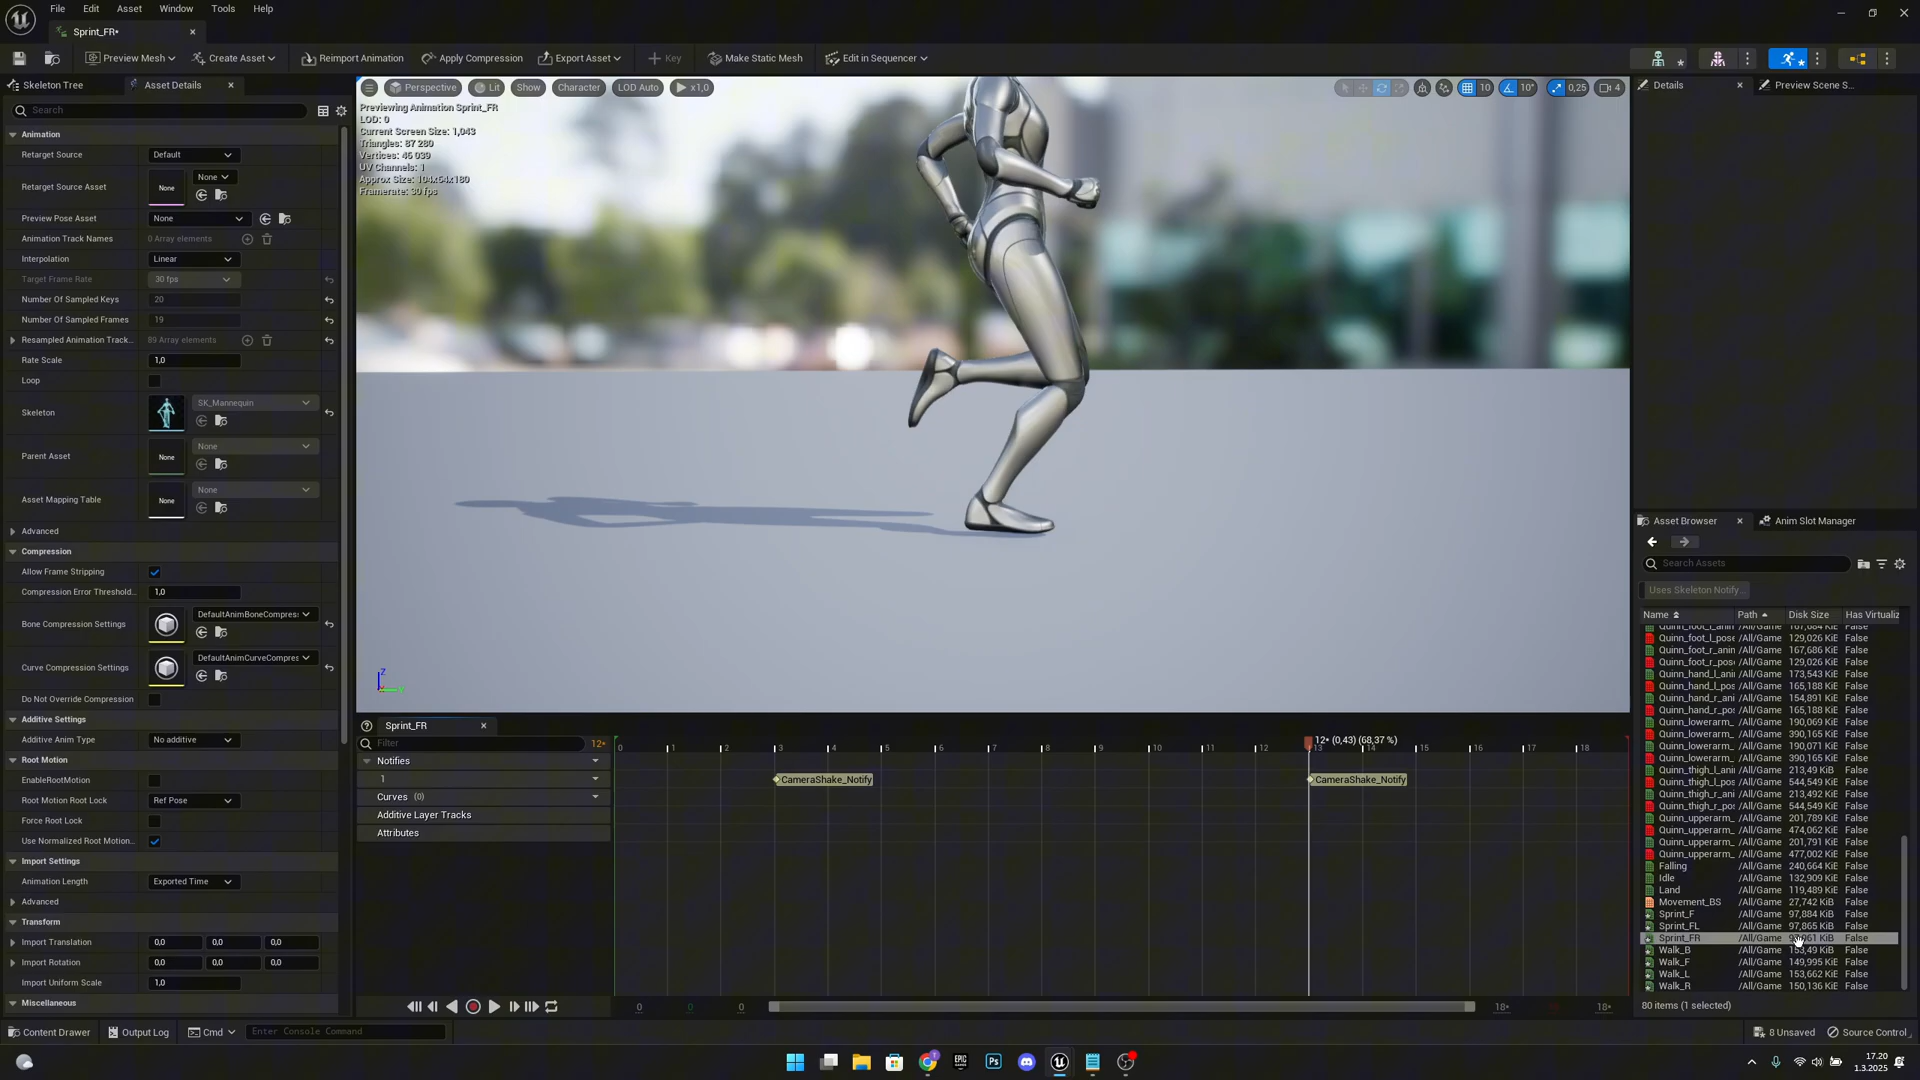 File Edit Asset Window Tools Help
Sprint_FR*
Preview Mesh Create Asset Reimport Animation Apply Compression Export Asset Key Make Static Mesh Edit in Sequencer
Skeleton Tree Asset Details
Search
Animation
Retarget Source Default
Retarget Source Asset None None
Preview Pose Asset None
Animation Track Names 0 Array elements
Interpolation Linear
Target Frame Rate 30 fps
Number Of Sampled Keys 20
Number Of Sampled Frames 19
Resampled Animation Track... 89 Array elements
Rate Scale 1,0
Loop
Skeleton SK_Mannequin
Parent Asset None None
Asset Mapping Table None None
Advanced
Compression
Allow Frame Stripping
Compression Error Threshold... 1,0
Bone Compression Settings DefaultAnimBoneCompres
Curve Compression Settings DefaultAnimCurveCompres
Do Not Override Compression
Additive Settings
Additive Anim Type No additive
Root Motion
EnableRootMotion
Root Motion Root Lock Ref Pose
Force Root Lock
Use Normalized Root Motion...
Import Settings
Animation Length Exported Time
Advanced
Transform
Import Translation 0,0 0,0 0,0
Import Rotation 0,0 0,0 0,0
Import Uniform Scale 1,0
Miscellaneous
Perspective Lit Show Character LOD Auto x1,0
10 10° 0,25 4
Previewing Animation Sprint_FR
LOD: 0
Current Screen Size: 1,043
Triangles: 87 280
Vertices: 46 039
UV Channels: 1
Approx Size: 104x64x180
Framerate: 30 fps
Z
Sprint_FR
Filter 12*
12* (0,43) (68,37 %)
0 1 2 3 4 5 6 7 8 9 10 11 12 13 14 15 16 17 18
Notifies
1 CameraShake_Notify CameraShake_Notify
Curves (0)
Additive Layer Tracks
Attributes
0 0 0 18* 18*
Details Preview Scene S...
Asset Browser Anim Slot Manager
Search Assets
Uses Skeleton Notify...
Name Path Disk Size Has Virtualiz
Quinn_foot_l_anin /All/Game 167,684 KiB False
Quinn_foot_l_pose /All/Game 129,026 KiB False
Quinn_foot_r_anin /All/Game 167,686 KiB False
Quinn_foot_r_pos /All/Game 129,026 KiB False
Quinn_hand_l_ani /All/Game 173,543 KiB False
Quinn_hand_l_pos /All/Game 165,188 KiB False
Quinn_hand_r_ani /All/Game 154,891 KiB False
Quinn_hand_r_pos /All/Game 165,188 KiB False
Quinn_lowerarm_ /All/Game 190,069 KiB False
Quinn_lowerarm_ /All/Game 390,165 KiB False
Quinn_lowerarm_ /All/Game 190,071 KiB False
Quinn_lowerarm_ /All/Game 390,165 KiB False
Quinn_thigh_l_ani /All/Game 213,49 KiB False
Quinn_thigh_l_pos /All/Game 544,549 KiB False
Quinn_thigh_r_ani /All/Game 213,492 KiB False
Quinn_thigh_r_pos /All/Game 544,549 KiB False
Quinn_upperarm_ /All/Game 201,789 KiB False
Quinn_upperarm_ /All/Game 474,062 KiB False
Quinn_upperarm_ /All/Game 201,791 KiB False
Quinn_upperarm_ /All/Game 477,002 KiB False
Falling /All/Game 240,664 KiB False
Idle /All/Game 132,909 KiB False
Land /All/Game 119,489 KiB False
Movement_BS /All/Game 27,742 KiB False
Sprint_F /All/Game 97,884 KiB False
Sprint_FL /All/Game 97,865 KiB False
Sprint_FR /All/Game KiB False
Walk_B /All/Game 153,49 KiB False
Walk_F /All/Game 149,995 KiB False
Walk_L /All/Game 153,662 KiB False
Walk_R /All/Game 150,136 KiB False
80 items (1 selected)
Content Drawer Output Log Cmd Enter Console Command 8 Unsaved Source Control
EPIC GAMES Ps
17.20
1.3.2025